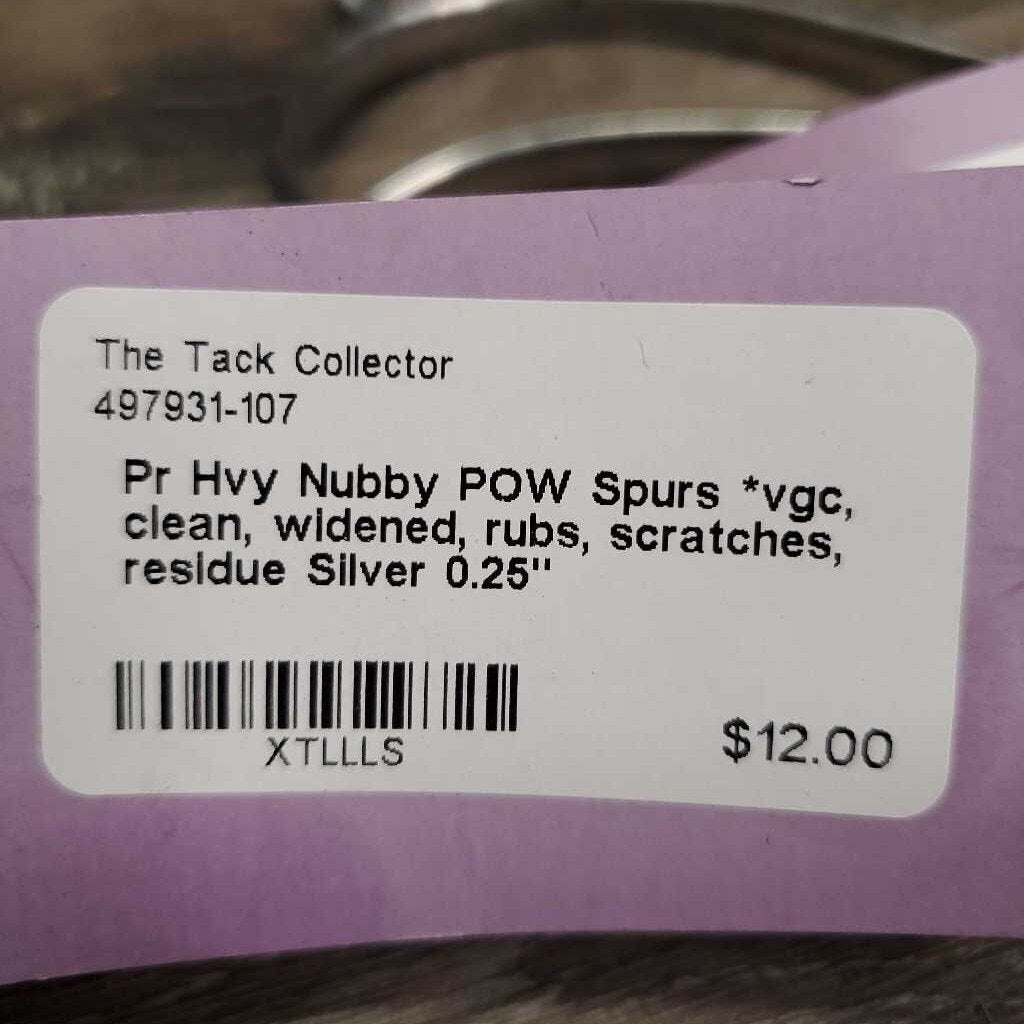 The Tack Collector
497931-107
Pr Hvy Nubby POW Spurs *vgc,
clean, widened, rubs, scratches,
residue Silver 0.25"
XTLLLS
$12.00